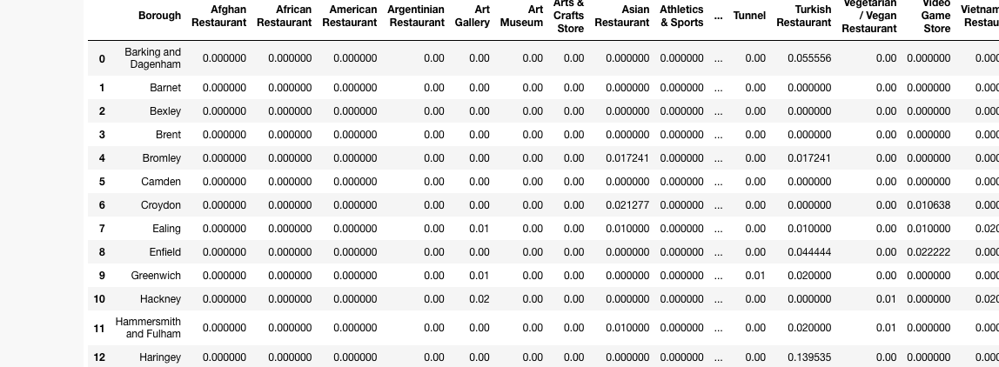 Borough Afghan Restaurant African Restaurant American Restaurant Argentinian Restaurant Art Gallery Art Museum Arts & Crafts Store Asian Restaurant Athletics & Sports ... Tunnel Turkish Restaurant Vegetarian / Vegan Restaurant Video Game Store
0 Barking and Dagenham 0.000000 0.000000 0.000000 0.00 0.00 0.00 0.00 0.000000 0.000000 ... 0.00 0.055556 0.00 0.000000 0.000
1 Barnet 0.000000 0.000000 0.000000 0.00 0.00 0.00 0.00 0.000000 0.000000 ... 0.00 0.000000 0.00 0.000000 0.000
2 Bexley 0.000000 0.000000 0.000000 0.00 0.00 0.00 0.00 0.000000 0.000000 ... 0.00 0.000000 0.00 0.000000 0.000
3 Brent 0.000000 0.000000 0.000000 0.00 0.00 0.00 0.00 0.000000 0.000000 ... 0.00 0.000000 0.00 0.000000 0.000
4 Bromley 0.000000 0.000000 0.000000 0.00 0.00 0.00 0.00 0.017241 0.000000 ... 0.00 0.017241 0.00 0.000000 0.000
5 Camden 0.000000 0.000000 0.000000 0.00 0.00 0.00 0.00 0.000000 0.000000 ... 0.00 0.000000 0.00 0.000000 0.000
6 Croydon 0.000000 0.000000 0.000000 0.00 0.00 0.00 0.00 0.021277 0.000000 ... 0.00 0.000000 0.00 0.010638 0.000
7 Ealing 0.000000 0.000000 0.000000 0.00 0.01 0.00 0.00 0.010000 0.000000 ... 0.00 0.010000 0.00 0.010000 0.020
8 Enfield 0.000000 0.000000 0.000000 0.00 0.00 0.00 0.00 0.000000 0.000000 ... 0.00 0.044444 0.00 0.022222 0.000
9 Greenwich 0.000000 0.000000 0.000000 0.00 0.01 0.00 0.00 0.000000 0.000000 ... 0.01 0.020000 0.00 0.000000 0.000
10 Hackney 0.000000 0.000000 0.000000 0.00 0.02 0.00 0.00 0.000000 0.000000 ... 0.00 0.000000 0.01 0.000000 0.020
11 Hammersmith and Fulham 0.000000 0.000000 0.000000 0.00 0.00 0.00 0.00 0.010000 0.000000 ... 0.00 0.020000 0.01 0.000000 0.000
12 Haringey 0.000000 0.000000 0.000000 0.00 0.00 0.00 0.00 0.000000 0.000000 ... 0.00 0.139535 0.00 0.000000 0.000